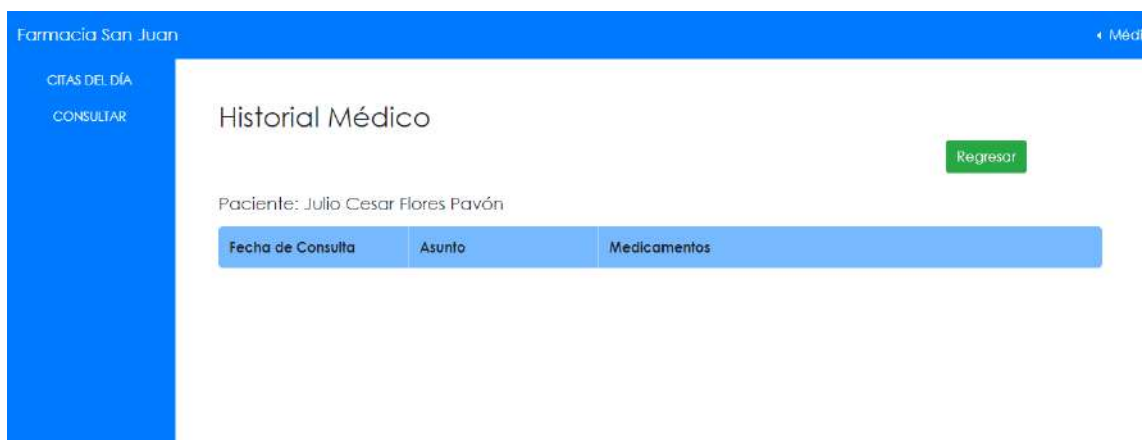 Farmacia San Juan
Médi
CITAS DEL DÍA
CONSULTAR
Historial Médico
Regresar
Paciente: Julio Cesar Flores Pavón
Fecha de Consulta Asunto Medicamentos